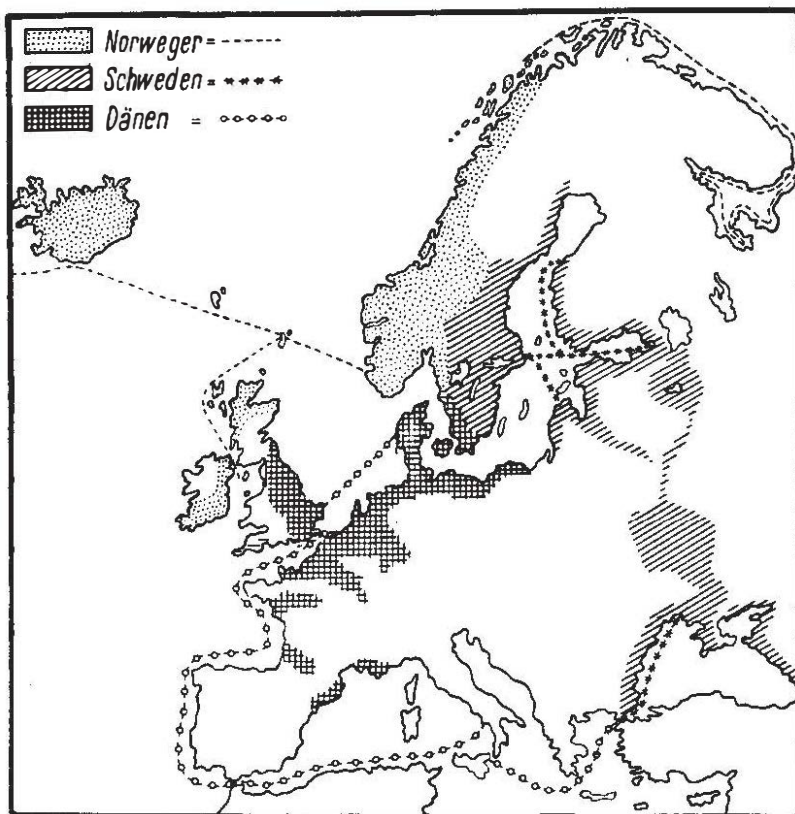 Norweger =
Schweden =
Dänen =